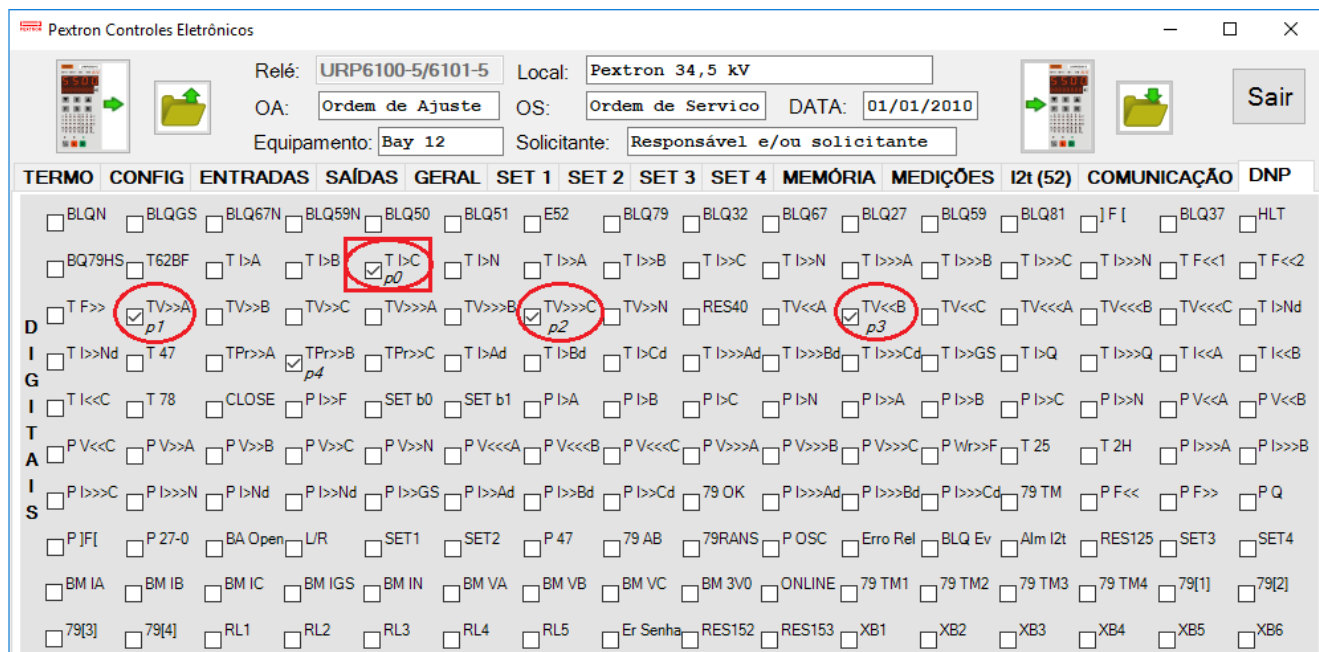 PEXTRON Pextron Controles Eletrônicos
Relé: URP6100-5/6101-5 Local: Pextron 34,5 kV
OA: Ordem de Ajuste OS: Ordem de Servico DATA: 01/01/2010
Equipamento: Bay 12 Solicitante: Responsável e/ou solicitante
Sair
TERMO CONFIG ENTRADAS SAÍDAS GERAL SET 1 SET 2 SET 3 SET 4 MEMÓRIA MEDIÇÕES I2t (52) COMUNICAÇÃO DNP
DIGITAIS
BLQN BLQGS BLQ67N BLQ59N BLQ50 BLQ51 E52 BLQ79 BLQ32 BLQ67 BLQ27 BLQ59 BLQ81 ] F [ BLQ37 HLT
BQ79HS T62BF T I>A T I>B T I>C T I>N T I>>A T I>>B T I>>C T I>>N T I>>>A T I>>>B T I>>>C T I>>>N T F<<1 T F<<2
p0
T F>> TV>>A TV>>B TV>>C TV>>>A TV>>>B TV>>>C TV>>N RES40 TV<<A TV<<B TV<<C TV<<<A TV<<<B TV<<<C T I>Nd
p1 p2 p3
T I>>Nd T 47 TPr>>A TPr>>B TPr>>C T I>Ad T I>Bd T I>Cd T I>>>Ad T I>>>Bd T I>>>Cd T I>>GS T I>Q T I>>>Q T I<<A T I<<B
p4
T I<<C T 78 CLOSE P I>>F SET b0 SET b1 P I>A P I>B P I>C P I>N P I>>A P I>>B P I>>C P I>>N P V<<A P V<<B
P V<<C P V>>A P V>>B P V>>C P V>>N P V<<<A P V<<<B P V<<<C P V>>>A P V>>>B P V>>>C P Wr>>F T 25 T 2H P I>>>A P I>>>B
P I>>>C P I>>>N P I>Nd P I>>Nd P I>>GS P I>>Ad P I>>Bd P I>>Cd 79 OK P I>>>Ad P I>>>Bd P I>>>Cd 79 TM P F<< P F>> P Q
P ]F[ P 27-0 BA Open L/R SET1 SET2 P 47 79 AB 79RANS P OSC Erro Rel BLQ Ev Alm I2t RES125 SET3 SET4
BM IA BM IB BM IC BM IGS BM IN BM VA BM VB BM VC BM 3V0 ONLINE 79 TM1 79 TM2 79 TM3 79 TM4 79[1] 79[2]
79[3] 79[4] RL1 RL2 RL3 RL4 RL5 Er Senha RES152 RES153 XB1 XB2 XB3 XB4 XB5 XB6